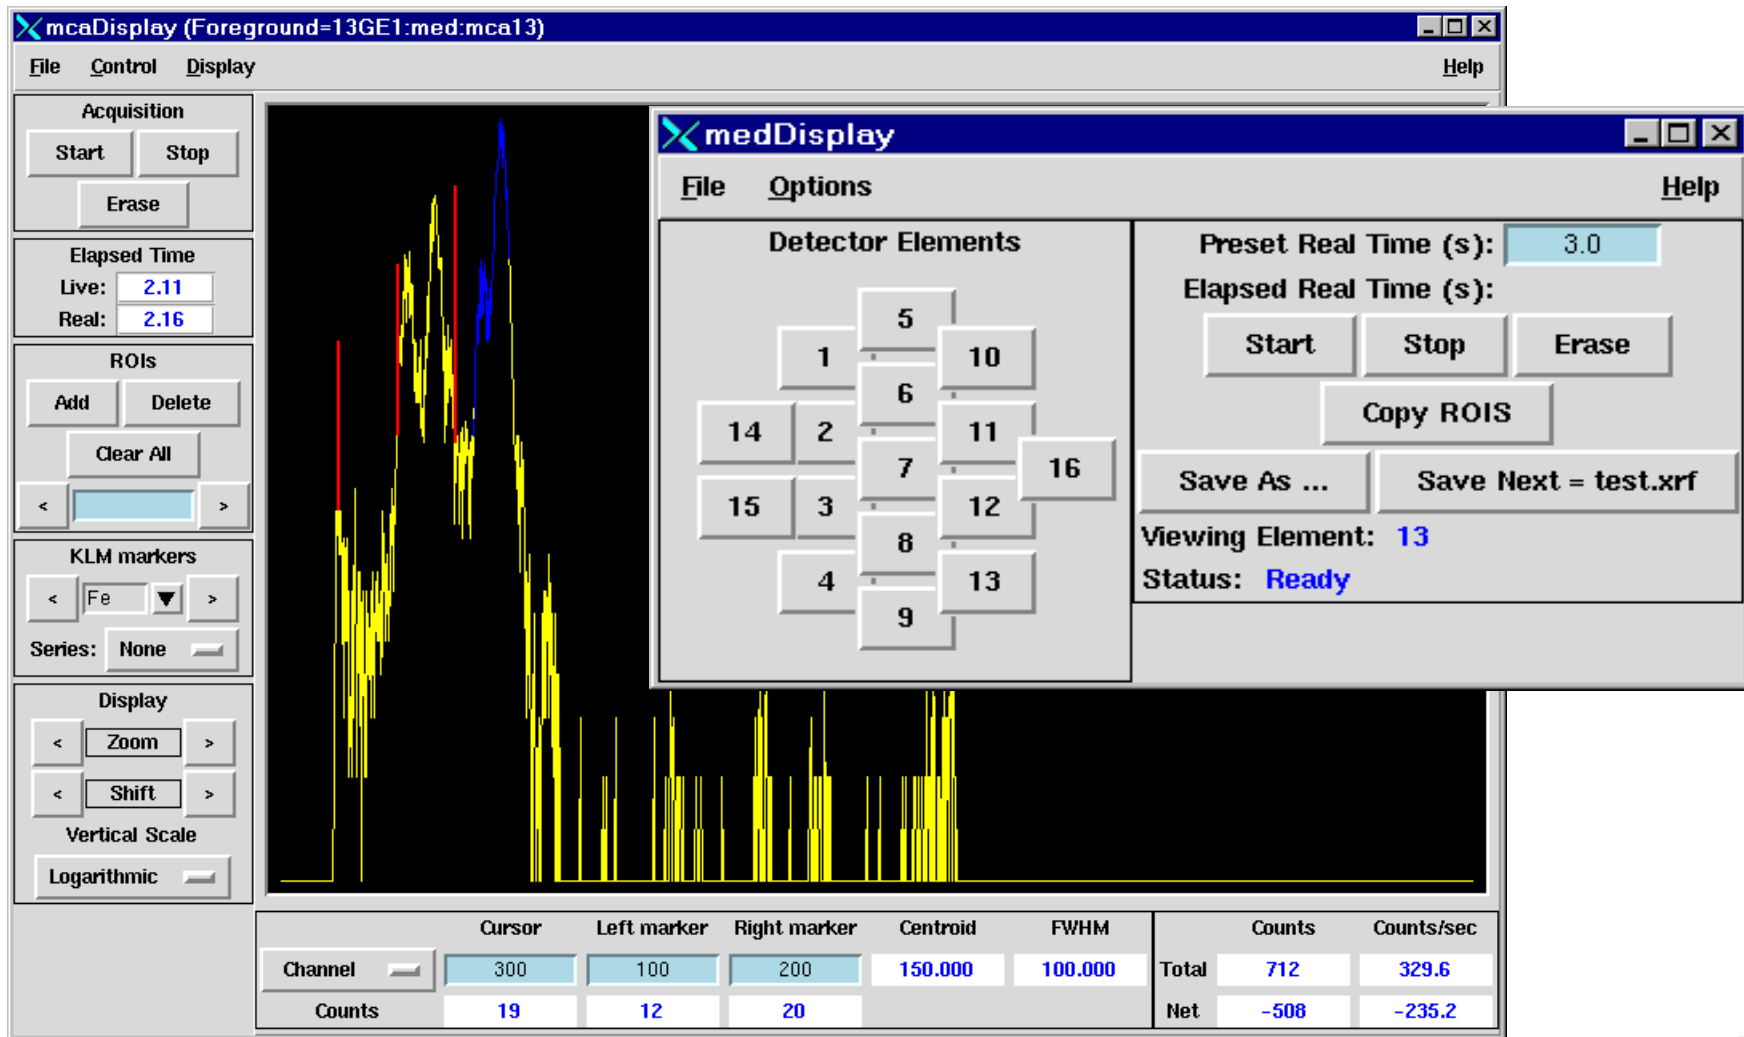 mcaDisplay (Foreground=13GE1:med:mca13)
File Control Display Help
Acquisition
Start Stop
Erase
Elapsed Time
Live: 2.11
Real: 2.16
ROIs
Add Delete
Clear All
< >
KLM markers
< Fe >
Series: None
Display
< Zoom >
< Shift >
Vertical Scale
Logarithmic
medDisplay
File Options Help
Detector Elements
5
1 10
6
14 2 11
7 16
15 3 12
8
4 13
9
Preset Real Time (s): 3.0
Elapsed Real Time (s):
Start Stop Erase
Copy ROIS
Save As ... Save Next = test.xrf
Viewing Element: 13
Status: Ready
Cursor Left marker Right marker Centroid FWHM Counts Counts/sec
Channel 300 100 200 150.000 100.000 Total 712 329.6
Counts 19 12 20 Net -508 -235.2